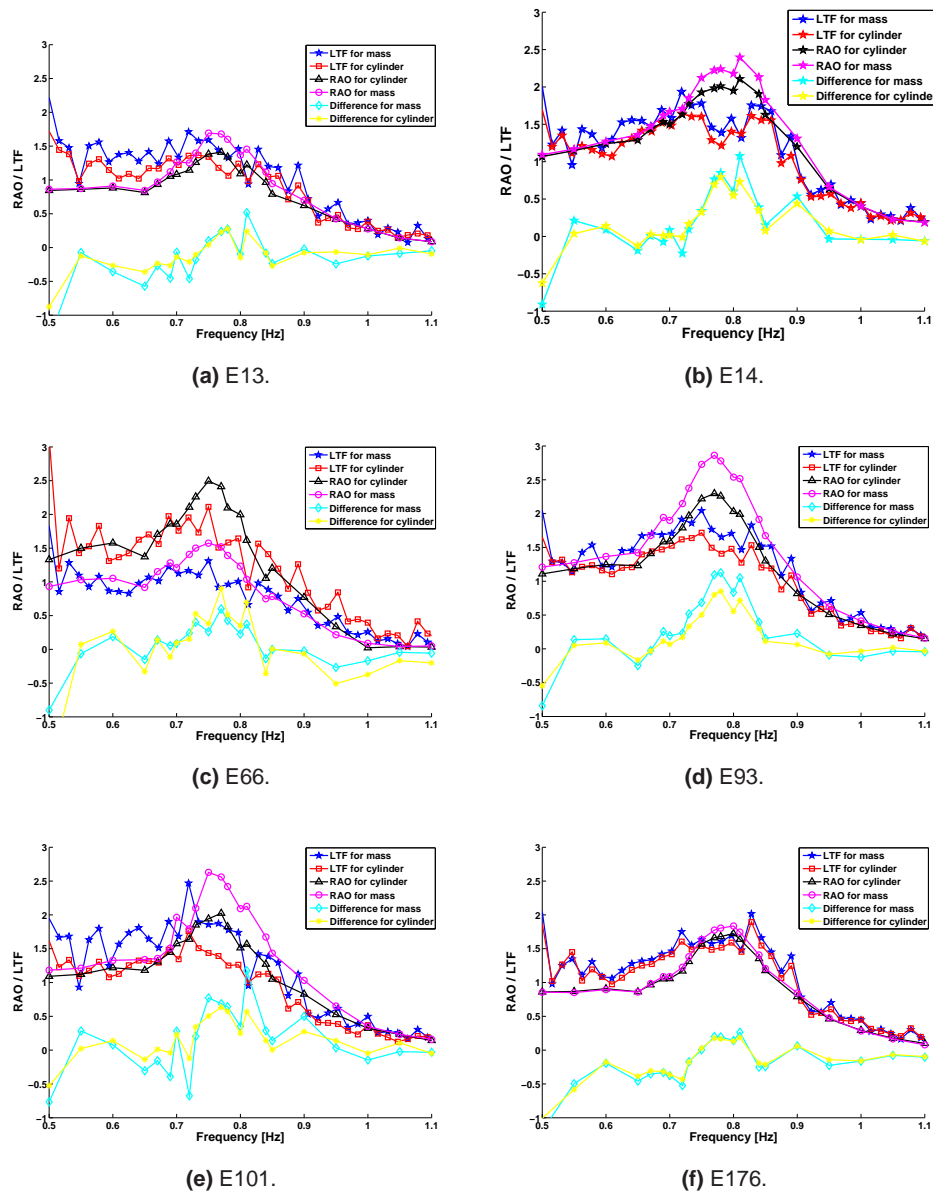 3
2.5
2
1.5
1
0.5
0
−0.5
−1
RAO / LTF
LTF for mass
LTF for cylinder
RAO for cylinder
RAO for mass
Difference for mass
Difference for cylinder
0.5 0.6 0.7 0.8 0.9 1 1.1
Frequency [Hz]
(a) E13.
3
2.5
2
1.5
1
0.5
0
−0.5
−1
RAO / LTF
LTF for mass
LTF for cylinder
RAO for cylinder
RAO for mass
Difference for mass
Difference for cylinder
0.5 0.6 0.7 0.8 0.9 1 1.1
Frequency [Hz]
(b) E14.
3
2.5
2
1.5
1
0.5
0
−0.5
−1
RAO / LTF
LTF for mass
LTF for cylinder
RAO for cylinder
RAO for mass
Difference for mass
Difference for cylinder
0.5 0.6 0.7 0.8 0.9 1 1.1
Frequency [Hz]
(c) E66.
3
2.5
2
1.5
1
0.5
0
−0.5
−1
RAO / LTF
LTF for mass
LTF for cylinder
RAO for cylinder
RAO for mass
Difference for mass
Difference for cylinder
0.5 0.6 0.7 0.8 0.9 1 1.1
Frequency [Hz]
(d) E93.
3
2.5
2
1.5
1
0.5
0
−0.5
−1
RAO / LTF
LTF for mass
LTF for cylinder
RAO for cylinder
RAO for mass
Difference for mass
Difference for cylinder
0.5 0.6 0.7 0.8 0.9 1 1.1
Frequency [Hz]
(e) E101.
3
2.5
2
1.5
1
0.5
0
−0.5
−1
RAO / LTF
LTF for mass
LTF for cylinder
RAO for cylinder
RAO for mass
Difference for mass
Difference for cylinder
0.5 0.6 0.7 0.8 0.9 1 1.1
Frequency [Hz]
(f) E176.